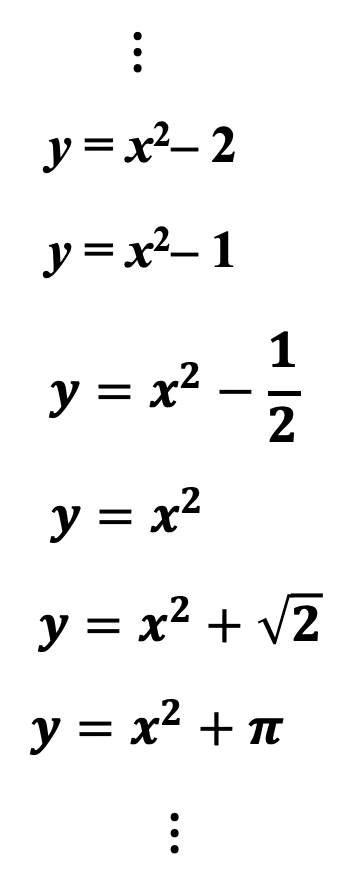 ⋮
y = x² − 2
y = x² − 1
y = x² − 1/2
y = x²
y = x² + √2
y = x² + π
⋮